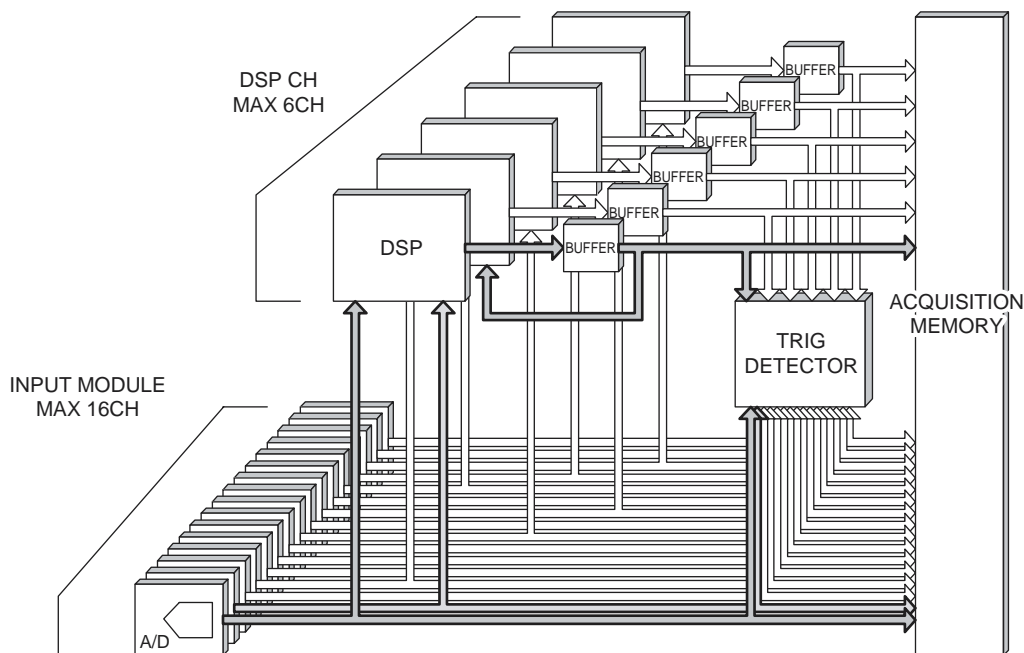 DSP CH
MAX 6CH
BUFFER
BUFFER
BUFFER
BUFFER
BUFFER
DSP
BUFFER
ACQUISITION
MEMORY
TRIG
DETECTOR
INPUT MODULE
MAX 16CH
A/D